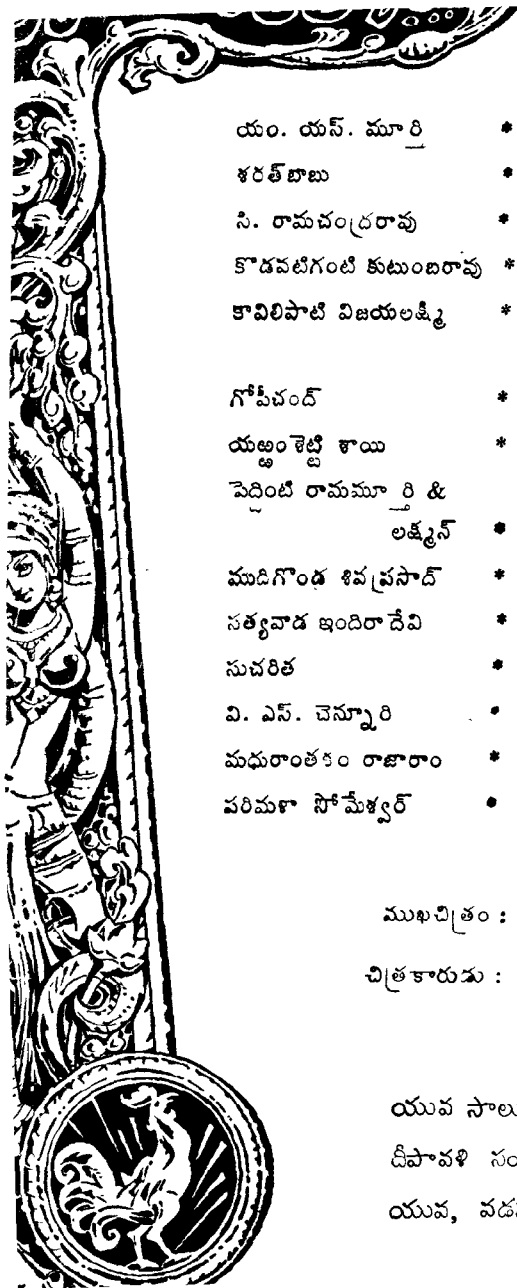 యం. యస్. మూర్తి *
శరత్‌బాబు *
సి. రామచంద్రరావు *
కొడవటిగంటి కుటుంబరావు *
కావిలిపాటి విజయలక్ష్మి *
గోపీచంద్ *
యఱ్ఱంశెట్టి శాయి *
పెద్దింటి రామమూర్తి &
లక్ష్మన్ *
ముదిగొండ శివప్రసాద్ *
సత్యవాడ ఇందిరాదేవి *
సుచరిత *
వి. ఎస్. చెన్నూరి *
మధురాంతకం రాజారాం *
పరిమళా సోమేశ్వర్ *
ముఖచిత్రం :
చిత్రకారుడు :
యువ సాలు
దీపావళి సం
యువ, వడ